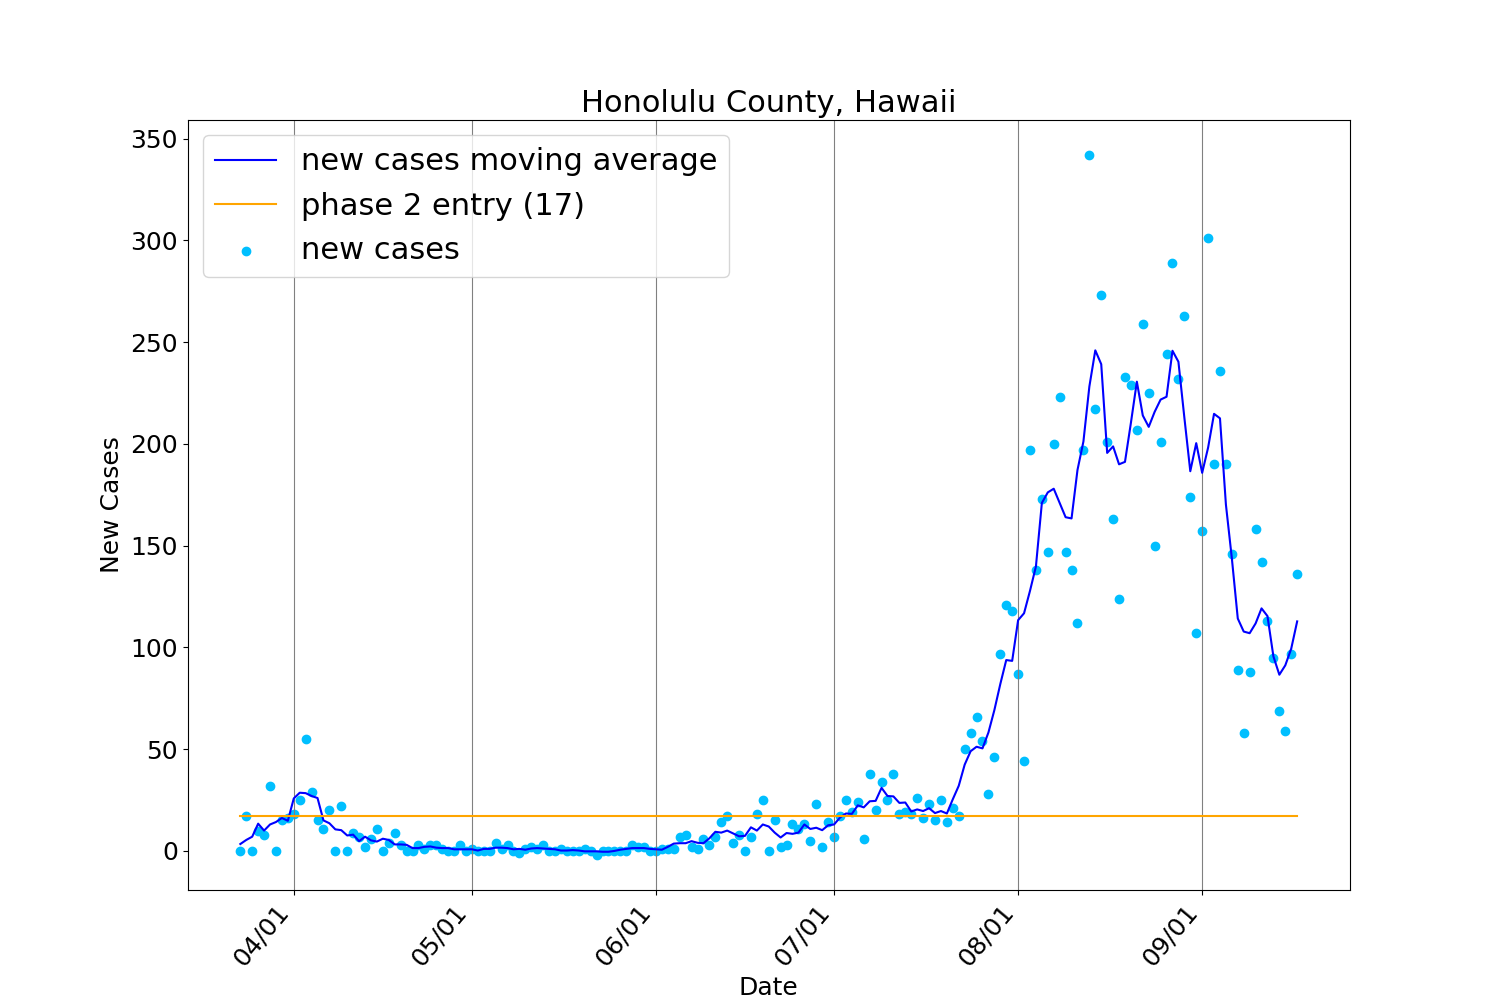 Honolulu County, Hawaii
new cases moving average
phase 2 entry (17)
new cases
350
300
250
200
150
100
50
0
New Cases
04/01
05/01
06/01
07/01
08/01
09/01
Date